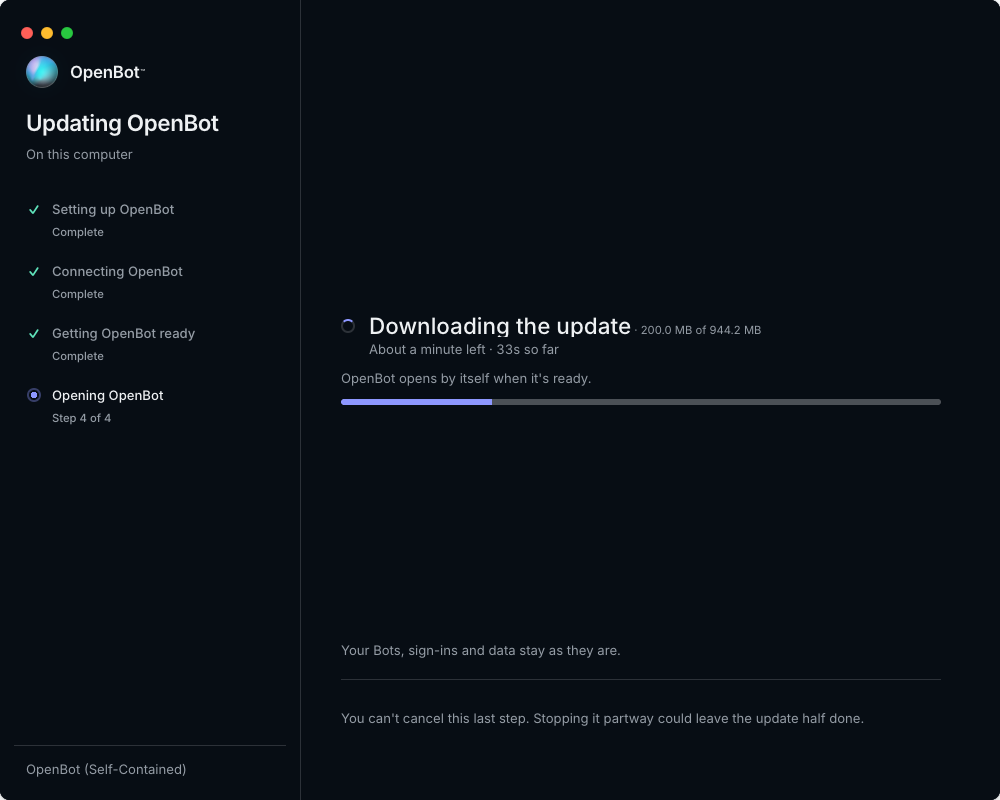 OpenBot™
Updating OpenBot
On this computer
Setting up OpenBot
Complete
Connecting OpenBot
Complete
Getting OpenBot ready
Complete
Opening OpenBot
Step 4 of 4
OpenBot (Self-Contained)
Downloading the update · 200.0 MB of 944.2 MB
About a minute left · 33s so far
OpenBot opens by itself when it's ready.
Your Bots, sign-ins and data stay as they are.
You can't cancel this last step. Stopping it partway could leave the update half done.